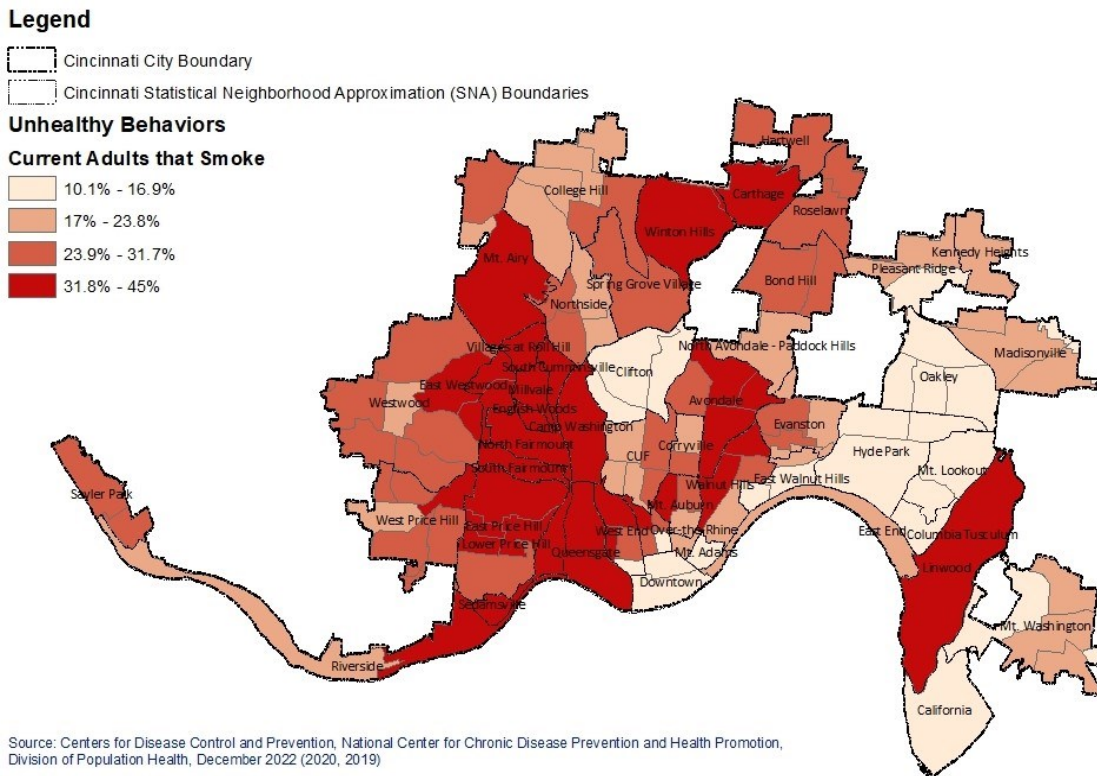 Legend
Cincinnati City Boundary
Cincinnati Statistical Neighborhood Approximation (SNA) Boundaries
Unhealthy Behaviors
Current Adults that Smoke
10.1% - 16.9%
17% - 23.8%
23.9% - 31.7%
31.8% - 45%
Hartwell
College Hill
Carthage
Roselawn
Winton Hills
Mt. Airy
Kennedy Heights
Pleasant Ridge
Spring Grove Village
Bond Hill
Northside
Villages at Roll Hill
North Avondale - Paddock Hills
Madisonville
South Cumminsville
Clifton
Oakley
East Westwood
Millvale
Westwood
Avondale
English Woods
Camp Washington
Evanston
North Fairmount
Corryville
Hyde Park
CUF
South Fairmount
Mt. Lookout
East Walnut Hills
Walnut Hills
Sayler Park
Mt. Auburn
West Price Hill
East Price Hill
West End
Over-the-Rhine
East End
Columbia Tusculum
Lower Price Hill
Queensgate
Mt. Adams
Linwood
Downtown
Sedamsville
Mt. Washington
Riverside
California
Source: Centers for Disease Control and Prevention, National Center for Chronic Disease Prevention and Health Promotion,
Division of Population Health, December 2022 (2020, 2019)